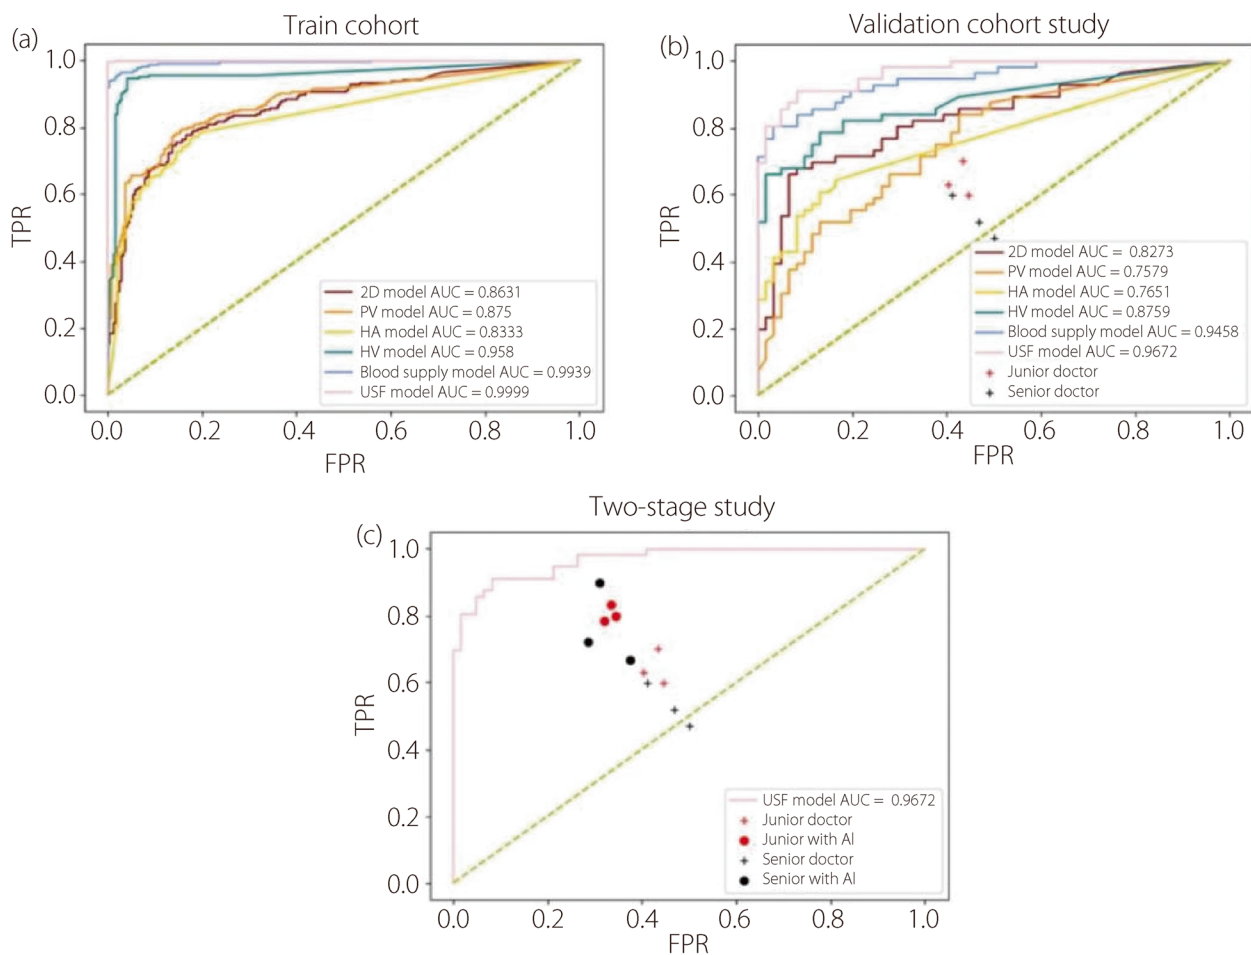 Train cohort
(a)
1.0
0.8
0.6
0.4
0.2
0.0
TPR
2D model AUC = 0.8631
PV model AUC = 0.875
HA model AUC = 0.8333
HV model AUC = 0.958
Blood supply model AUC = 0.9939
USF model AUC = 0.9999
0.0 0.2 0.4 0.6 0.8 1.0
FPR
Validation cohort study
(b)
1.0
0.8
0.6
0.4
0.2
0.0
TPR
2D model AUC = 0.8273
PV model AUC = 0.7579
HA model AUC = 0.7651
HV model AUC = 0.8759
Blood supply model AUC = 0.9458
USF model AUC = 0.9672
Junior doctor
Senior doctor
0.0 0.2 0.4 0.6 0.8 1.0
FPR
Two-stage study
(c)
1.0
0.8
0.6
0.4
0.2
0.0
TPR
USF model AUC = 0.9672
Junior doctor
Junior with AI
Senior doctor
Senior with AI
0.0 0.2 0.4 0.6 0.8 1.0
FPR